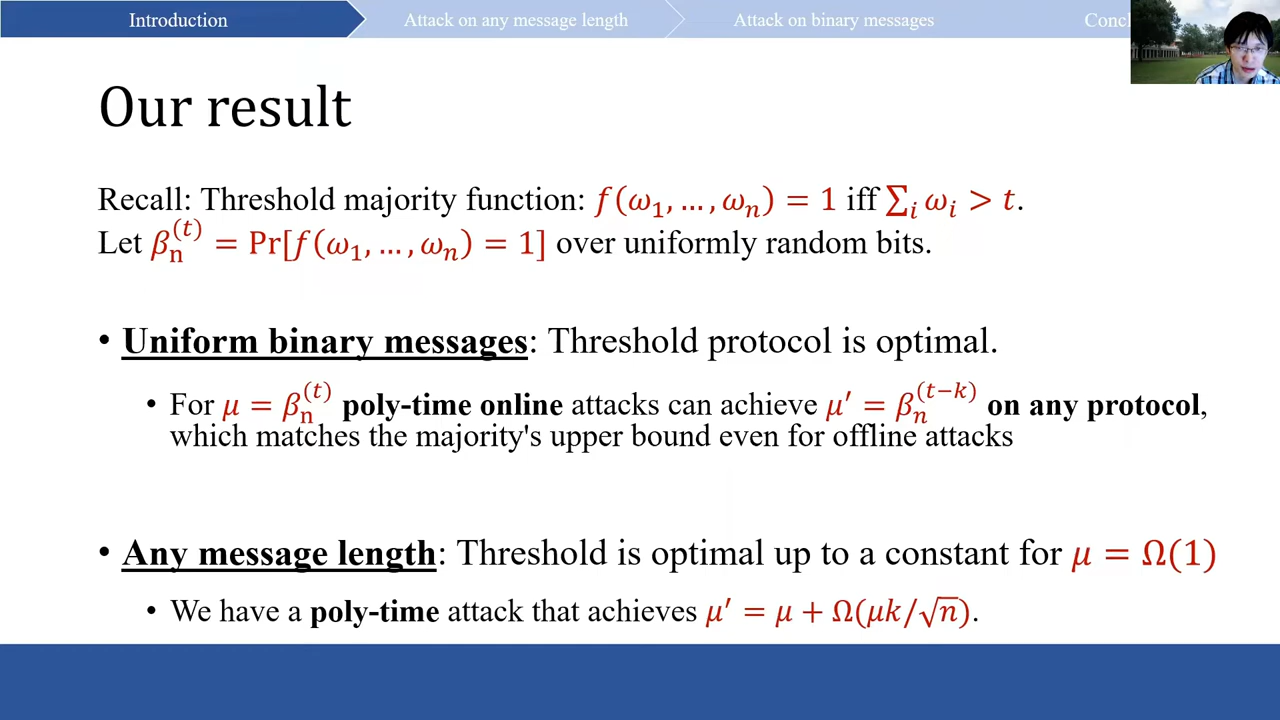 Introduction
Attack on any message length
Attack on binary messages
Our result
Recall: Threshold majority function: f(ω₁, … , ωₙ) = 1 iff ∑ᵢ ωᵢ > t.
Let βₙ⁽ᵗ⁾ = Pr[f(ω₁, … , ωₙ) = 1] over uniformly random bits.
• Uniform binary messages: Threshold protocol is optimal.
• For μ = βₙ⁽ᵗ⁾ poly-time online attacks can achieve μ′ = βₙ⁽ᵗ⁻ᵏ⁾ on any protocol,
which matches the majority's upper bound even for offline attacks
• Any message length: Threshold is optimal up to a constant for μ = Ω(1)
• We have a poly-time attack that achieves μ′ = μ + Ω(μk/√n).